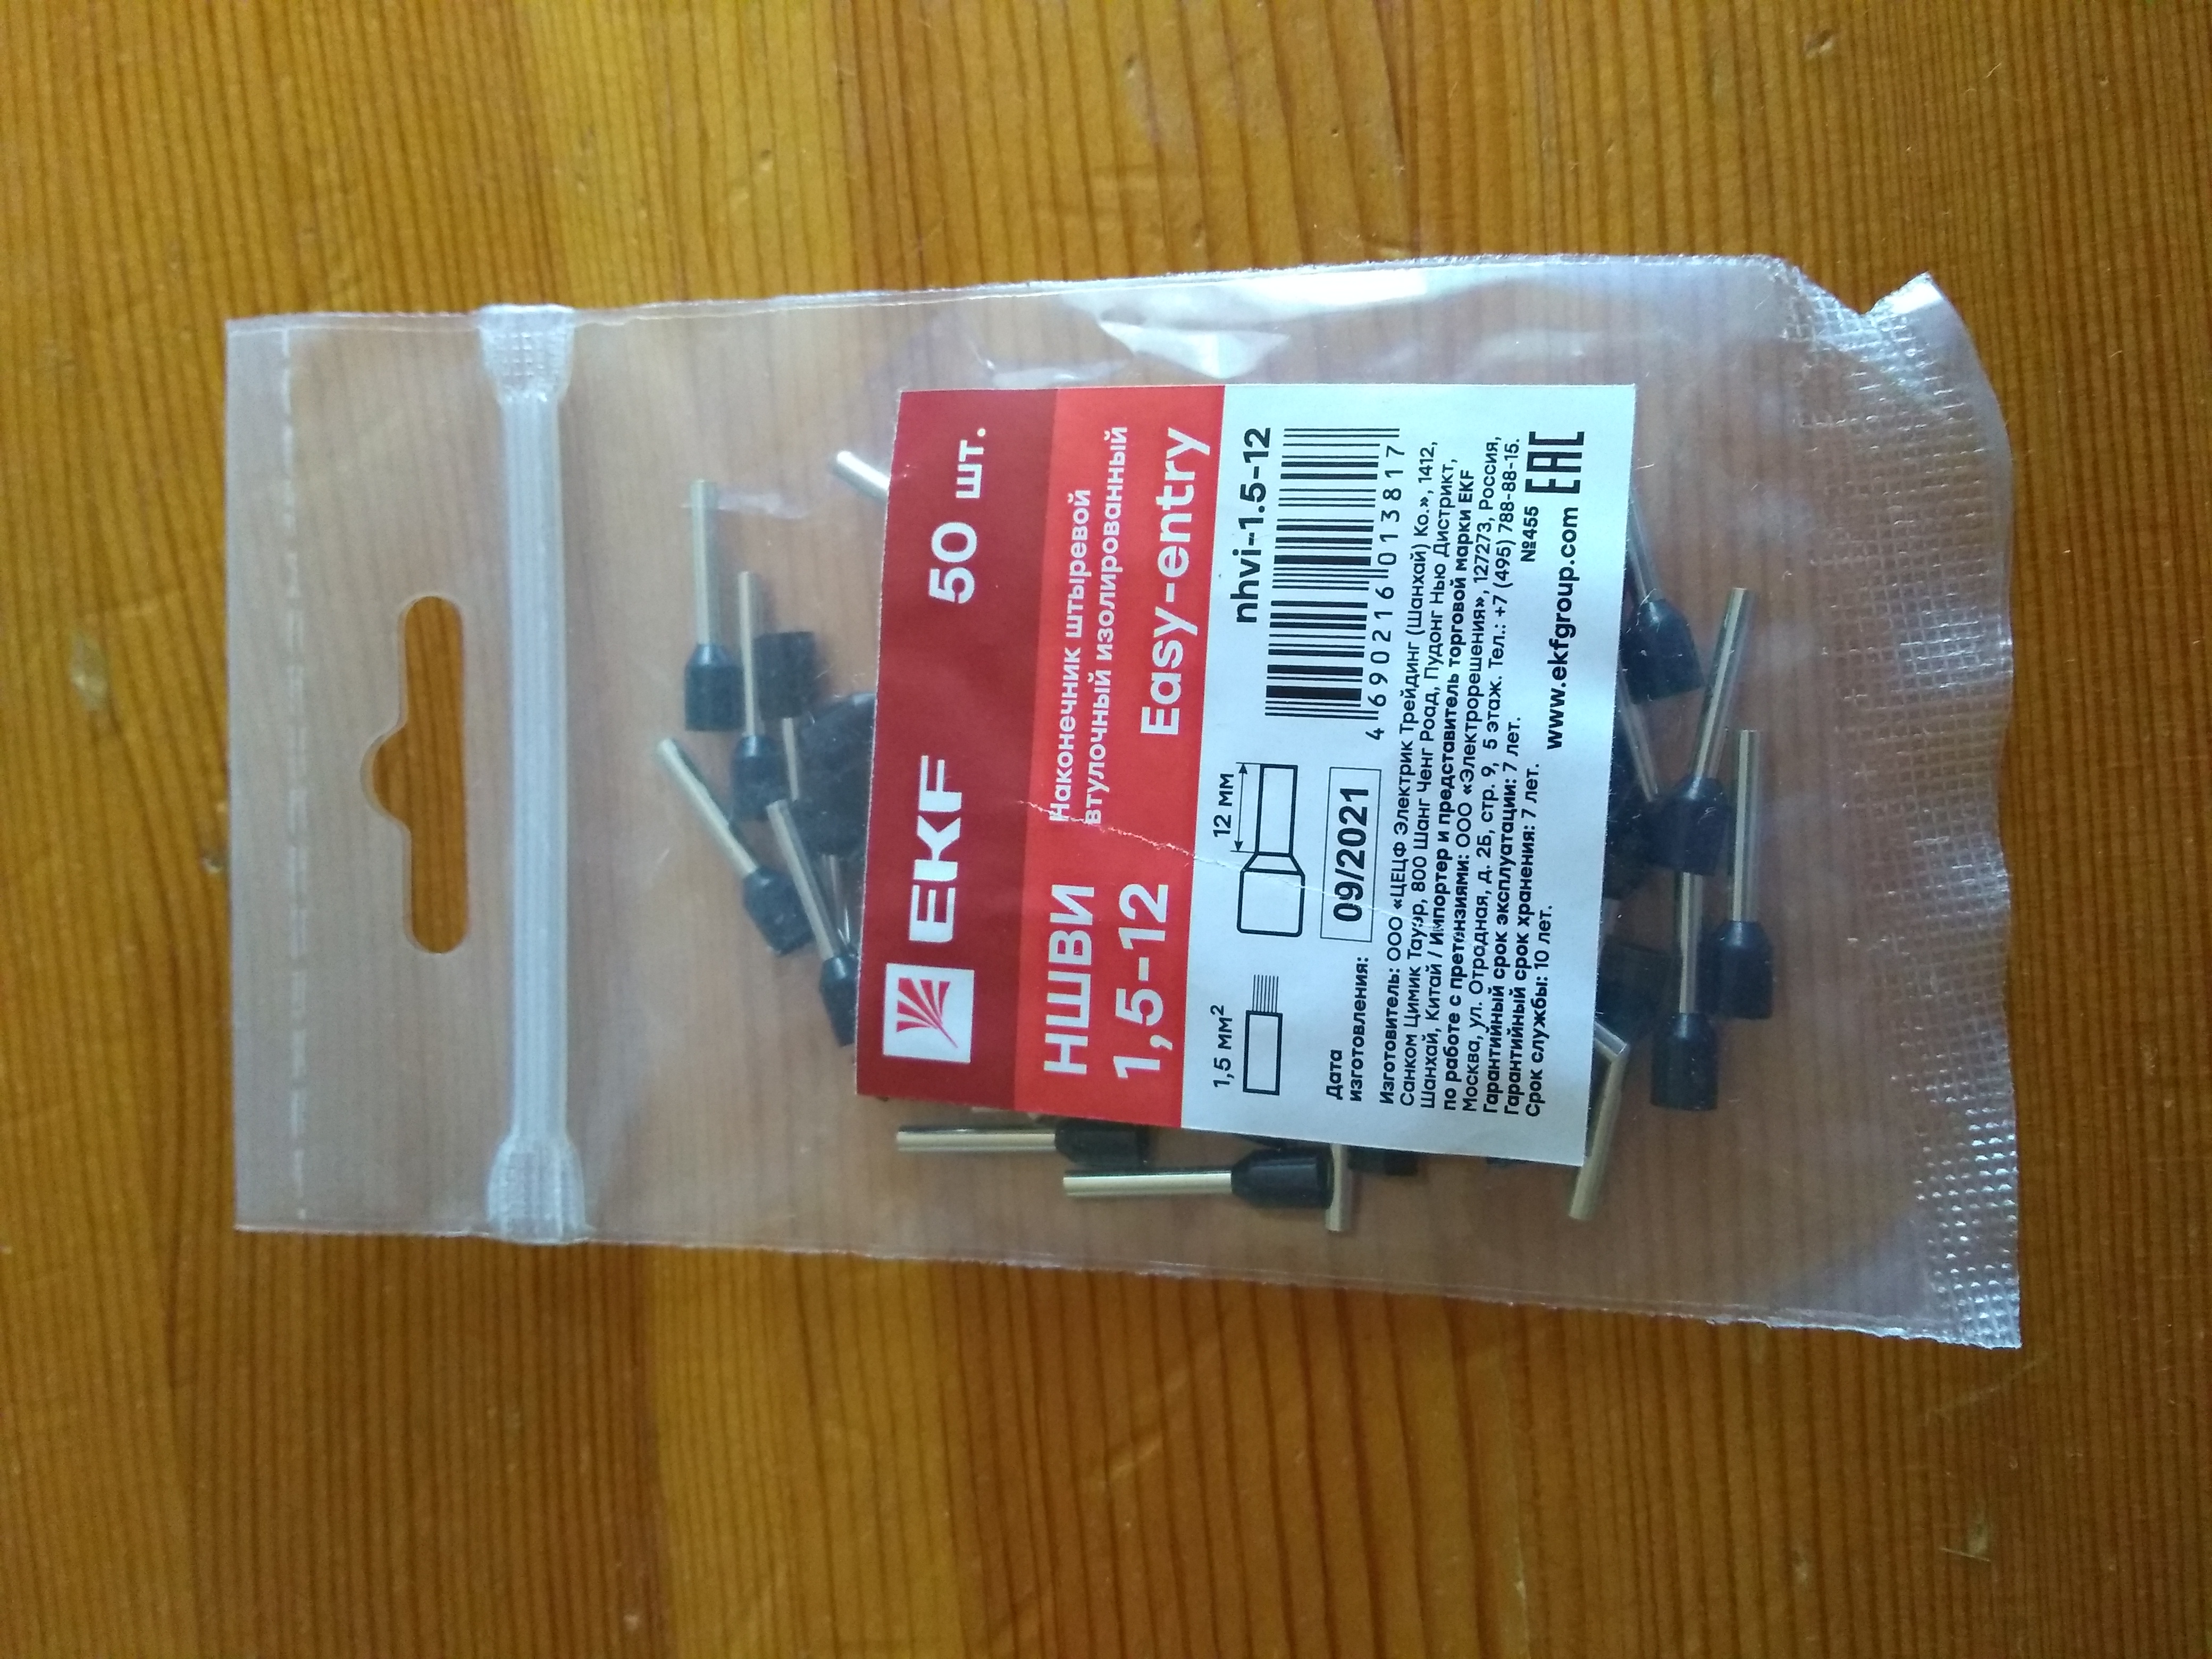 EKF 50 шт.
НШВИ
1,5-12
Наконечник штыревой
втулочный изолированный
Easy-entry
1,5 мм²
12 мм
nhvi-1.5-12
4 690216 013817
Дата
изготовления:
09/2021
Изготовитель: ООО «ЦЕЦФ Электрик Трейдинг (Шанхай) Ко.», 1412,
Санком Цимик Тауэр, 800 Шанг Ченг Роад, Пудонг Нью Дистрикт,
Шанхай, Китай / Импортер и представитель торговой марки EKF
по работе с претензиями: ООО «Электрорешения», 127273, Россия,
Москва, ул. Отрадная, д. 2Б, стр. 9, 5 этаж. Тел.: +7 (495) 788-88-15.
Гарантийный срок эксплуатации: 7 лет.
Гарантийный срок хранения: 7 лет.
Срок службы: 10 лет.
№455
www.ekfgroup.com EAC